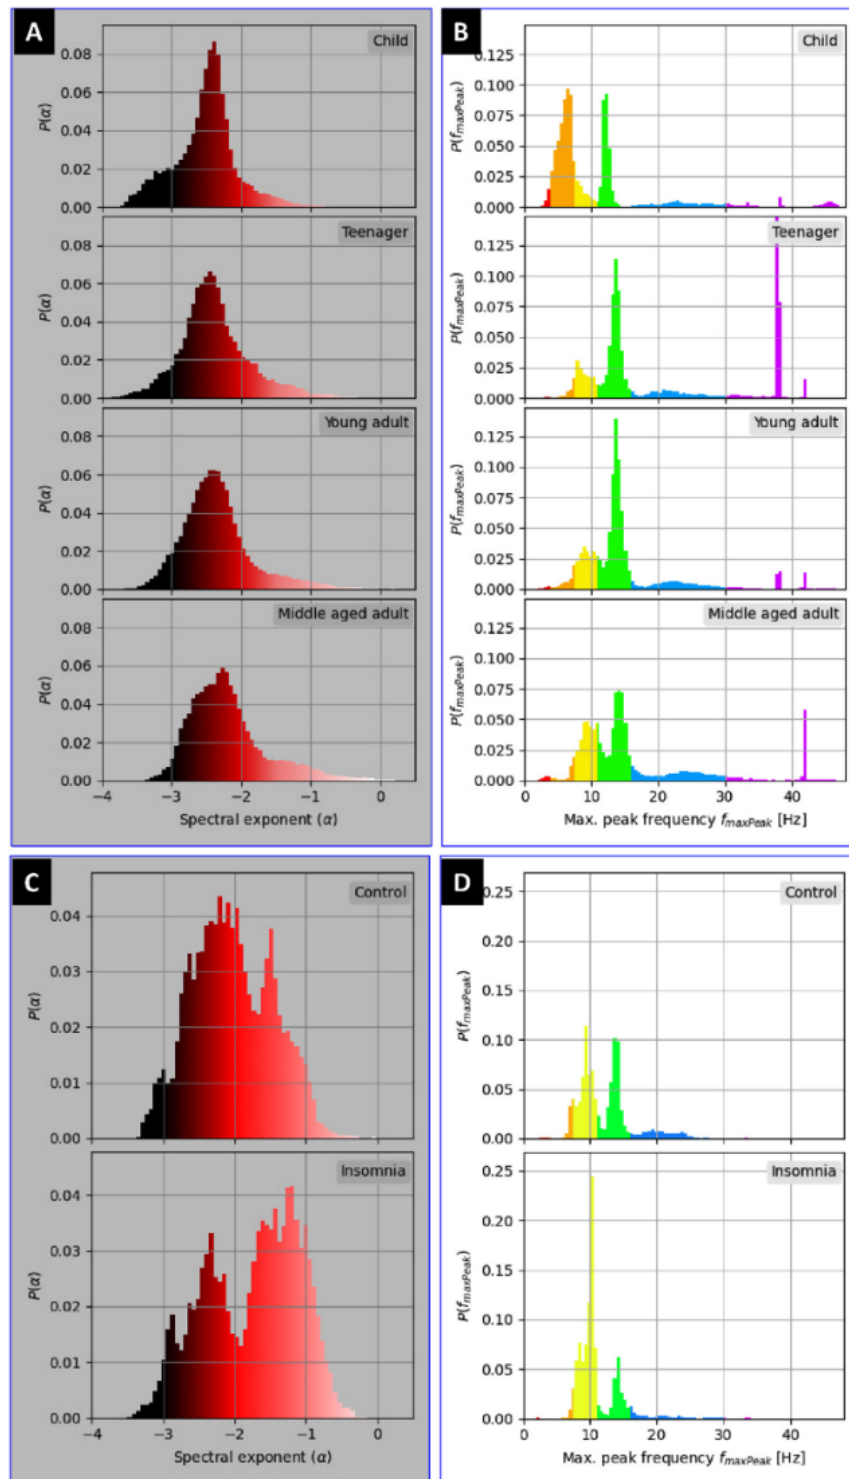 A
Child
P(α)
0.08
0.06
0.04
0.02
0.00
Teenager
P(α)
0.08
0.06
0.04
0.02
0.00
Young adult
P(α)
0.08
0.06
0.04
0.02
0.00
Middle aged adult
P(α)
0.08
0.06
0.04
0.02
0.00
−4 −3 −2 −1 0
Spectral exponent (α)
B
Child
P(fmaxPeak)
0.125
0.100
0.075
0.050
0.025
0.000
Teenager
P(fmaxPeak)
0.125
0.100
0.075
0.050
0.025
0.000
Young adult
P(fmaxPeak)
0.125
0.100
0.075
0.050
0.025
0.000
Middle aged adult
P(fmaxPeak)
0.125
0.100
0.075
0.050
0.025
0.000
0 10 20 30 40
Max. peak frequency fmaxPeak [Hz]
C
Control
P(α)
0.04
0.03
0.02
0.01
0.00
Insomnia
P(α)
0.04
0.03
0.02
0.01
0.00
−4 −3 −2 −1 0
Spectral exponent (α)
D
Control
P(fmaxPeak)
0.25
0.20
0.15
0.10
0.05
0.00
Insomnia
P(fmaxPeak)
0.25
0.20
0.15
0.10
0.05
0.00
0 10 20 30 40
Max. peak frequency fmaxPeak [Hz]